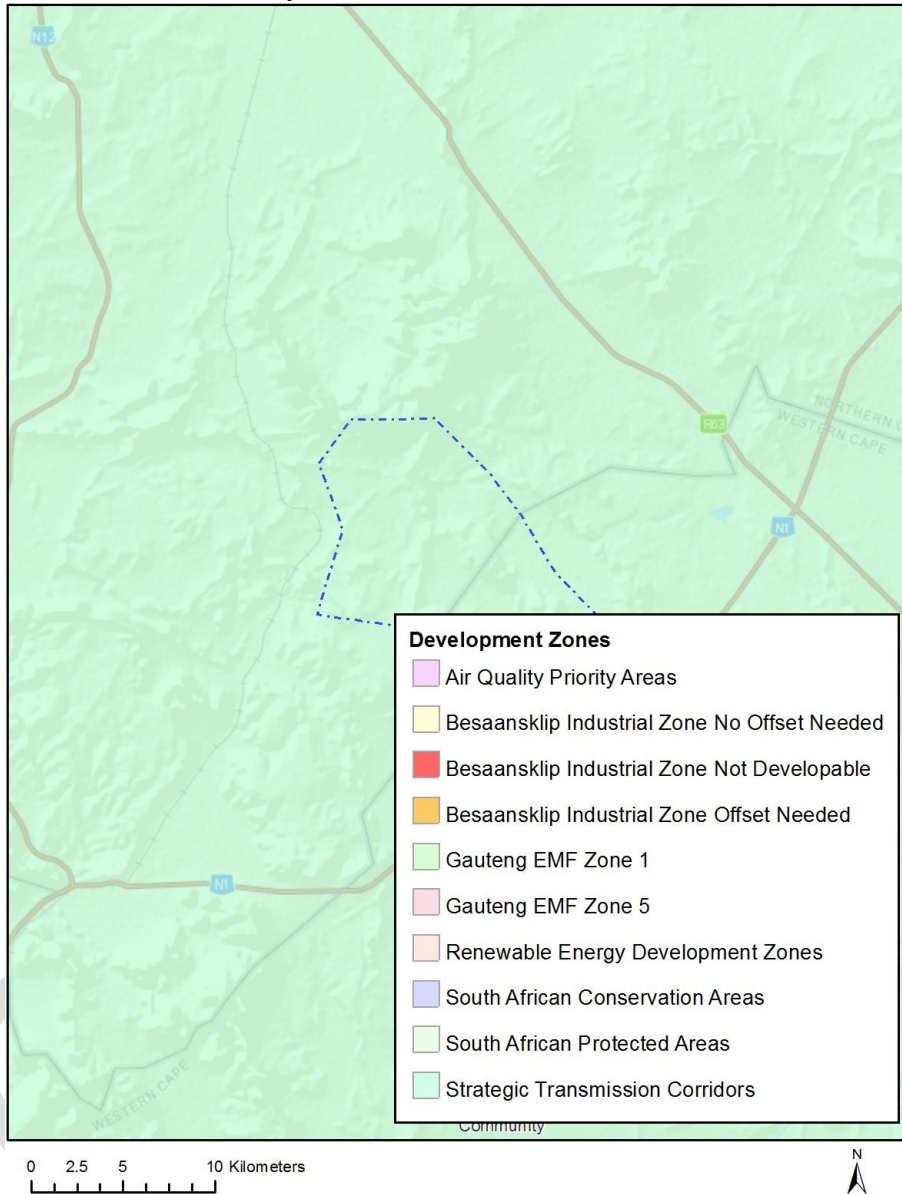 N12
R63
NORTHERN C
WESTERN CAPE
N1
Development Zones
Air Quality Priority Areas
Besaansklip Industrial Zone No Offset Needed
Besaansklip Industrial Zone Not Developable
Besaansklip Industrial Zone Offset Needed
Gauteng EMF Zone 1
N1
Gauteng EMF Zone 5
Renewable Energy Development Zones
South African Conservation Areas
South African Protected Areas
Strategic Transmission Corridors
WESTERN CAPE
Community
0 2.5 5 10 Kilometers
N